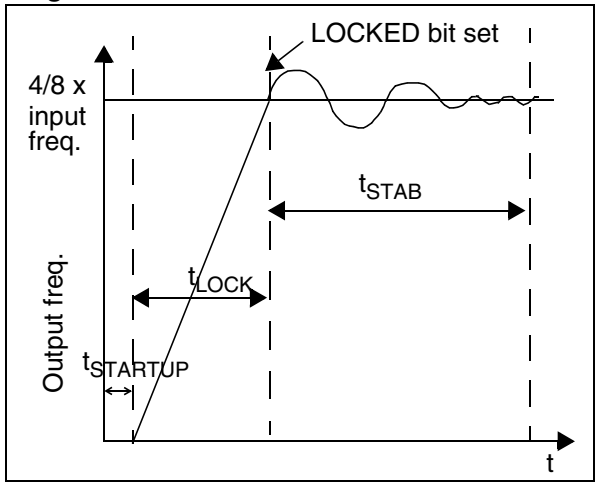 LOCKED bit set
4/8 x
input
freq.
tSTAB
tLOCK
Output freq.
tSTARTUP
t